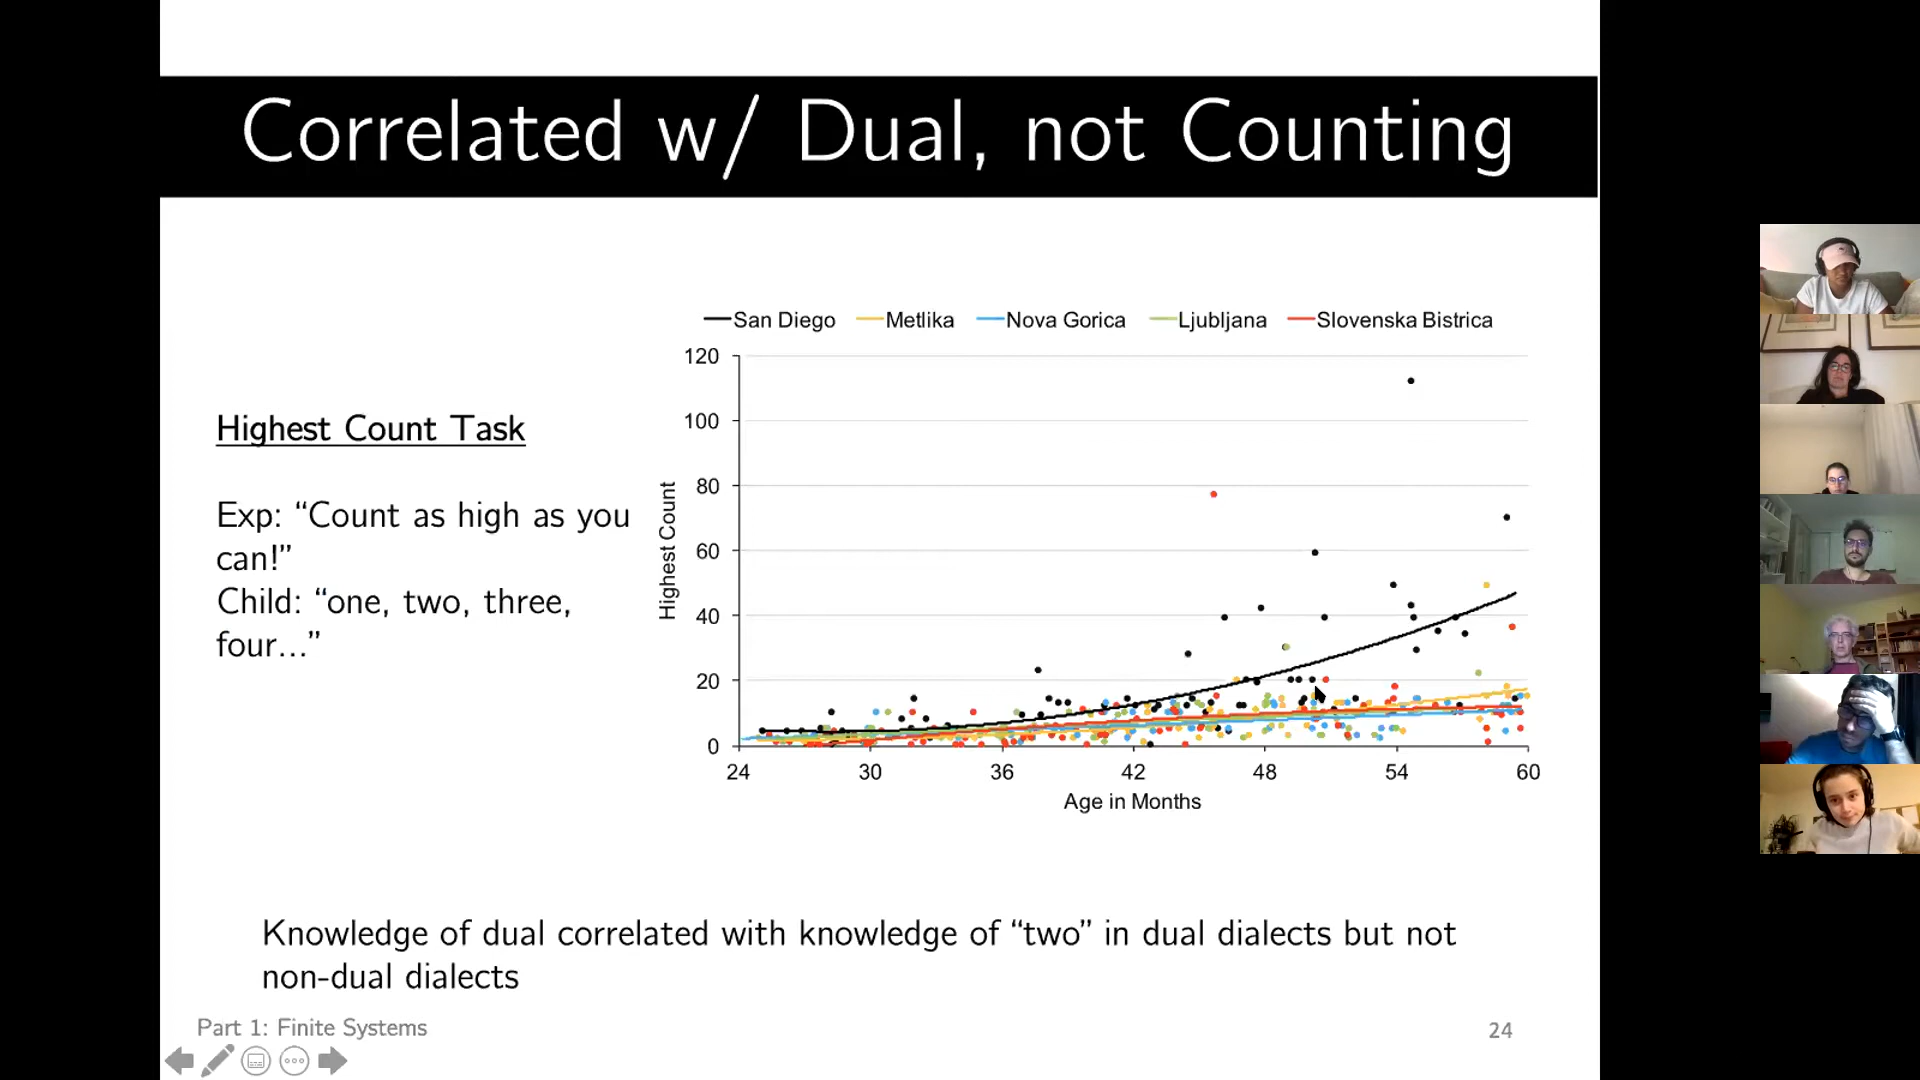 Correlated w/ Dual, not Counting
San Diego Metlika Nova Gorica Ljubljana Slovenska Bistrica
Highest Count Task
Exp: “Count as high as you
can!”
Child: “one, two, three,
four...”
Highest Count
120
100
80
60
40
20
0
24 30 36 42 48 54 60
Age in Months
Knowledge of dual correlated with knowledge of “two” in dual dialects but not
non-dual dialects
Part 1: Finite Systems
24